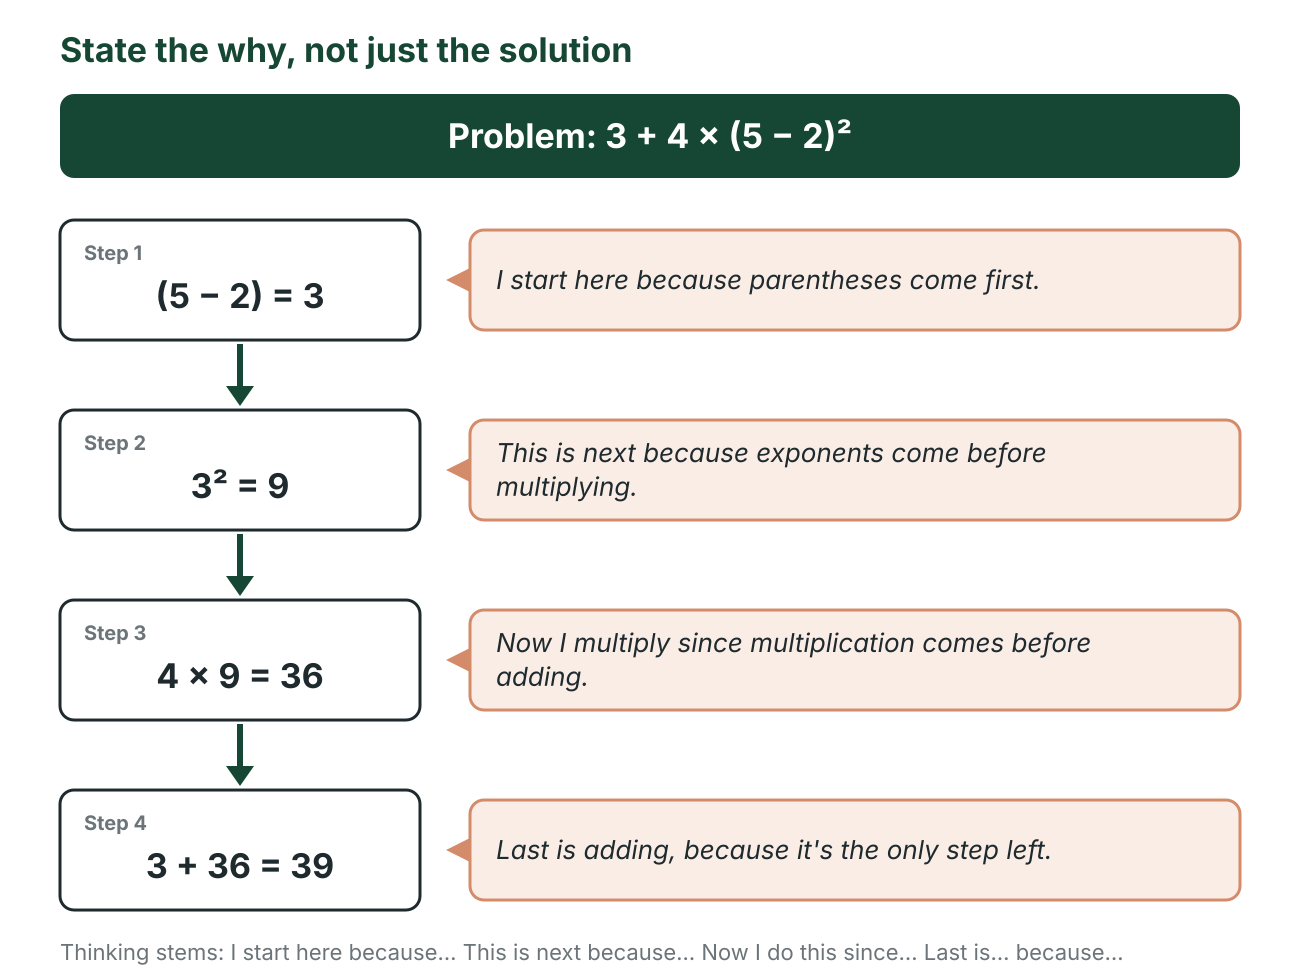 State the why, not just the solution
Problem: 3 + 4 × (5 − 2)²
Step 1
(5 − 2) = 3
I start here because parentheses come first.
Step 2
3² = 9
This is next because exponents come before
multiplying.
Step 3
4 × 9 = 36
Now I multiply since multiplication comes before
adding.
Step 4
3 + 36 = 39
Last is adding, because it's the only step left.
Thinking stems: I start here because... This is next because... Now I do this since... Last is... because...